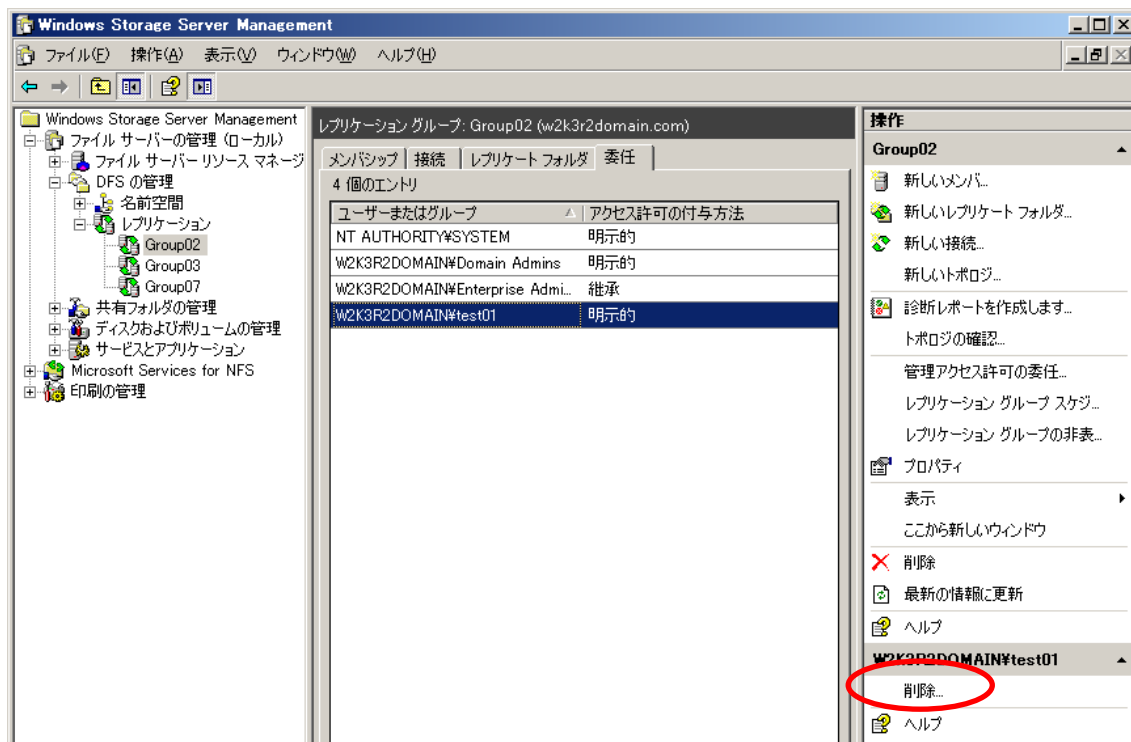 Windows Storage Server Management
ファイル(F) 操作(A) 表示(V) ウィンドウ(W) ヘルプ(H)
Windows Storage Server Management
ファイル サーバーの管理 (ローカル)
ファイル サーバー リソース マネージ
DFS の管理
名前空間
レプリケーション
Group02
Group03
Group07
共有フォルダの管理
ディスクおよびボリュームの管理
サービスとアプリケーション
Microsoft Services for NFS
印刷の管理
レプリケーション グループ: Group02 (w2k3r2domain.com)
メンバシップ 接続 レプリケート フォルダ 委任
4 個のエントリ
ユーザーまたはグループ アクセス許可の付与方法
NT AUTHORITY¥SYSTEM 明示的
W2K3R2DOMAIN¥Domain Admins 明示的
W2K3R2DOMAIN¥Enterprise Admi... 継承
W2K3R2DOMAIN¥test01 明示的
操作
Group02
新しいメンバ...
新しいレプリケート フォルダ...
新しい接続...
新しいトポロジ...
診断レポートを作成します...
トポロジの確認...
管理アクセス許可の委任...
レプリケーション グループ スケジ...
レプリケーション グループの非表...
プロパティ
表示
ここから新しいウィンドウ
削除
最新の情報に更新
ヘルプ
W2K3R2DOMAIN¥test01
削除...
ヘルプ